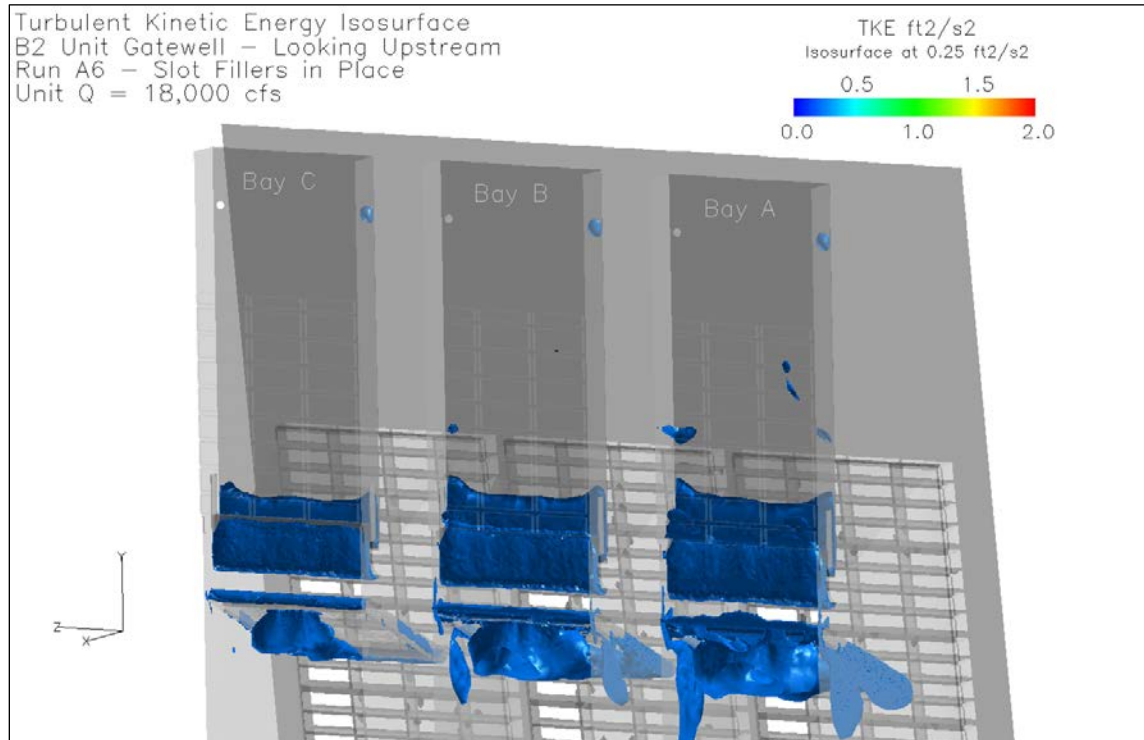 Turbulent Kinetic Energy Isosurface
B2 Unit Gatewell – Looking Upstream
Run A6 – Slot Fillers in Place
Unit Q = 18,000 cfs
TKE ft2/s2
Isosurface at 0.25 ft2/s2
0.5 1.5
0.0 1.0 2.0
Bay C
Bay B
Bay A
Y
Z
X